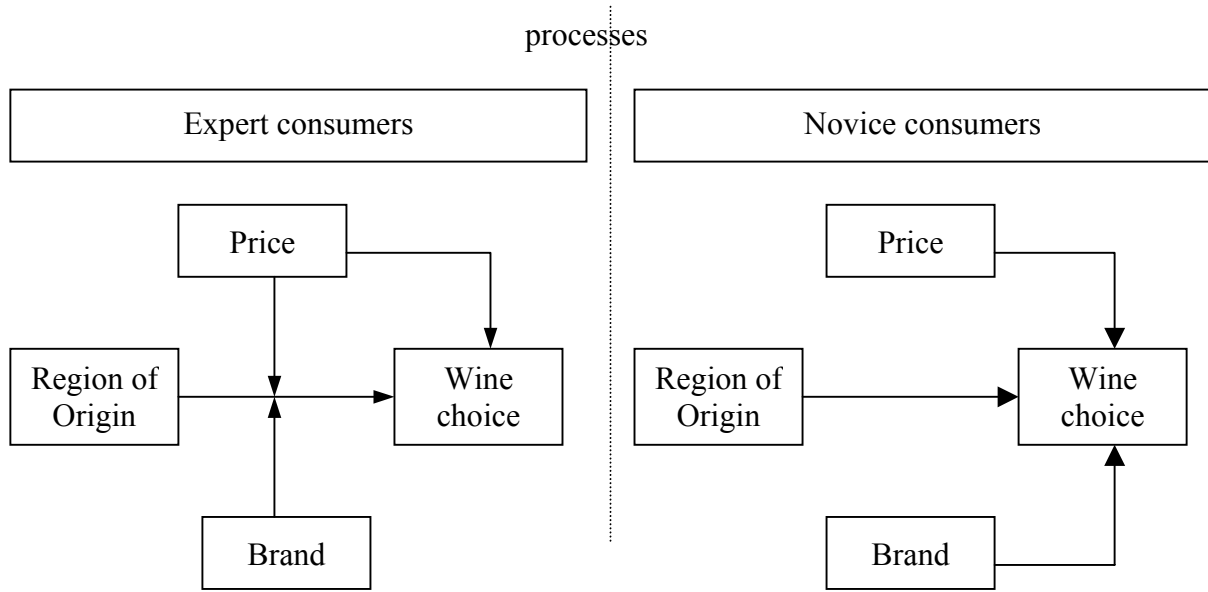 processes
Expert consumers
Price
Region of
Origin
Wine
choice
Brand
Novice consumers
Price
Region of
Origin
Wine
choice
Brand